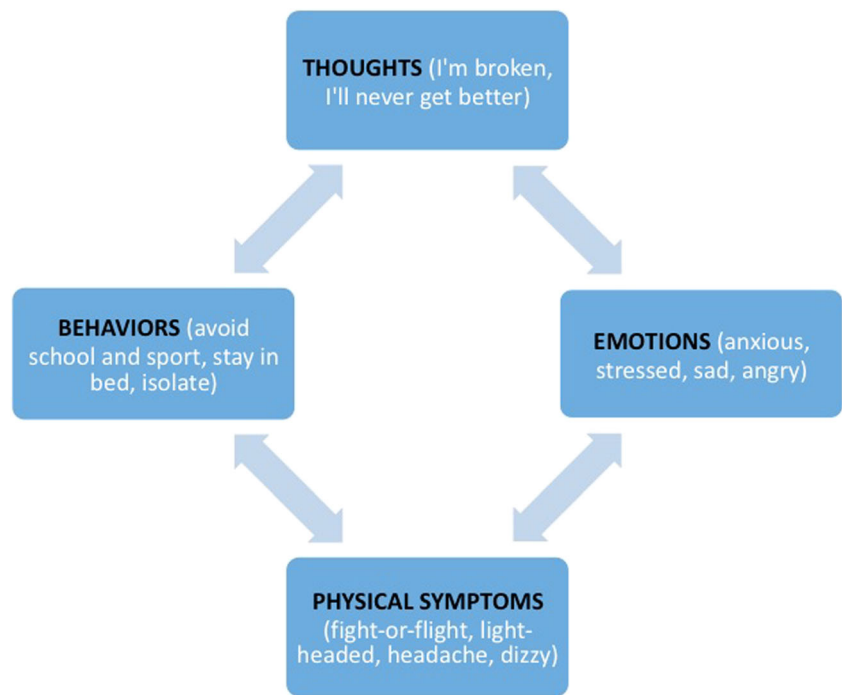 THOUGHTS (I'm broken,
I'll never get better)
BEHAVIORS (avoid
school and sport, stay in
bed, isolate)
EMOTIONS (anxious,
stressed, sad, angry)
PHYSICAL SYMPTOMS
(fight-or-flight, light-
headed, headache, dizzy)